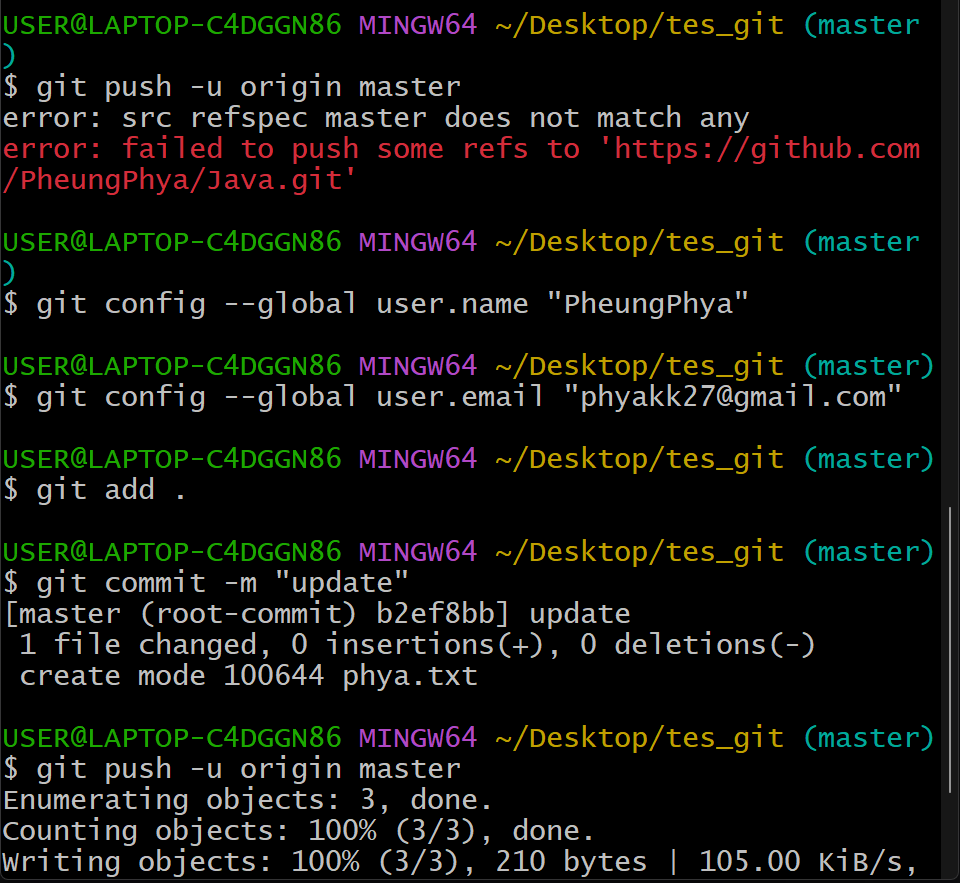 USER@LAPTOP-C4DGGN86 MINGW64 ~/Desktop/tes_git (master
)
$ git push -u origin master
error: src refspec master does not match any
error: failed to push some refs to 'https://github.com
/PheungPhya/Java.git'
USER@LAPTOP-C4DGGN86 MINGW64 ~/Desktop/tes_git (master
)
$ git config --global user.name "PheungPhya"
USER@LAPTOP-C4DGGN86 MINGW64 ~/Desktop/tes_git (master)
$ git config --global user.email "phyakk27@gmail.com"
USER@LAPTOP-C4DGGN86 MINGW64 ~/Desktop/tes_git (master)
$ git add .
USER@LAPTOP-C4DGGN86 MINGW64 ~/Desktop/tes_git (master)
$ git commit -m "update"
[master (root-commit) b2ef8bb] update
 1 file changed, 0 insertions(+), 0 deletions(-)
 create mode 100644 phya.txt
USER@LAPTOP-C4DGGN86 MINGW64 ~/Desktop/tes_git (master)
$ git push -u origin master
Enumerating objects: 3, done.
Counting objects: 100% (3/3), done.
Writing objects: 100% (3/3), 210 bytes | 105.00 KiB/s,